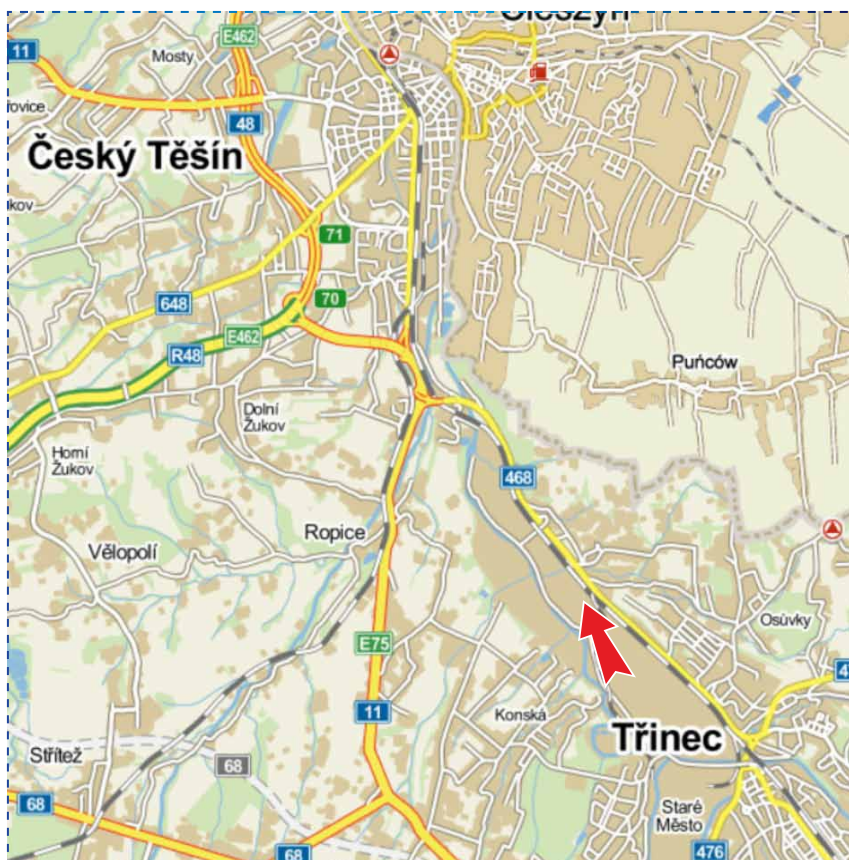 Cieszyn
11
E462
Mosty
48
Český Těšín
71
648
70
E462
R48
Puńców
Dolní
Žukov
Horní
Žukov
468
Ropice
Vělopolí
Osůvky
E75
11
Konská
Třinec
Střítež
68
68
Staré
Město
68
476